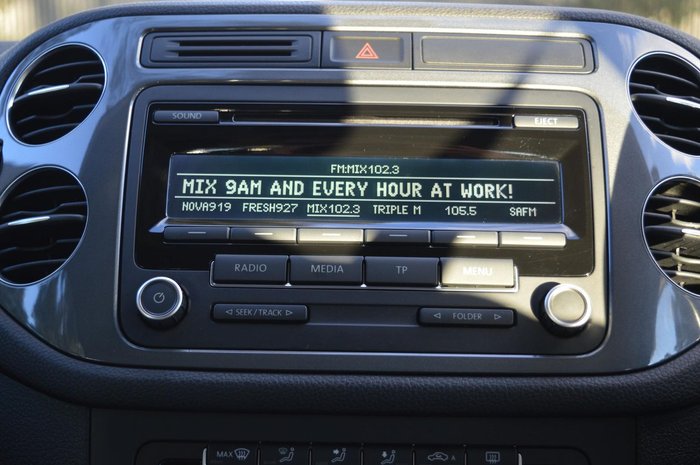 SOUND EJECT
FM:MIX102.3
MIX 9AM AND EVERY HOUR AT WORK!
NOVA919 FRESH927 MIX102.3 TRIPLE M 105.5 SAFM
RADIO MEDIA TP MENU
SEEK/TRACK FOLDER
MAX A